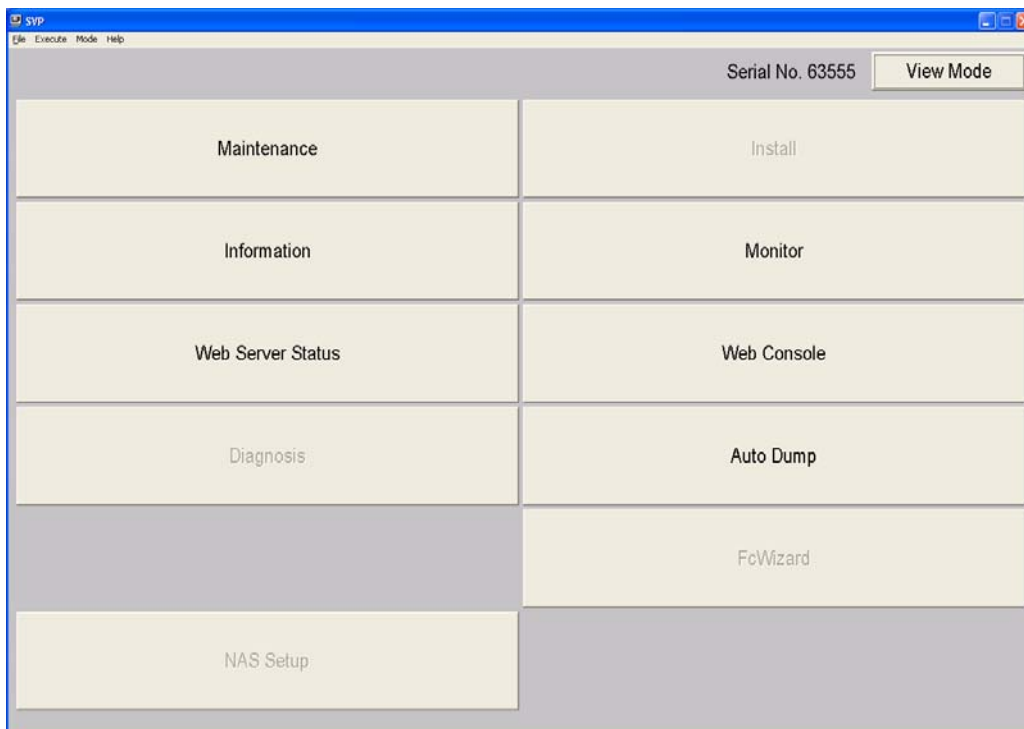 SVP
File Execute Mode Help
Serial No. 63555 View Mode
Maintenance Install
Information Monitor
Web Server Status Web Console
Diagnosis Auto Dump
FcWizard
NAS Setup